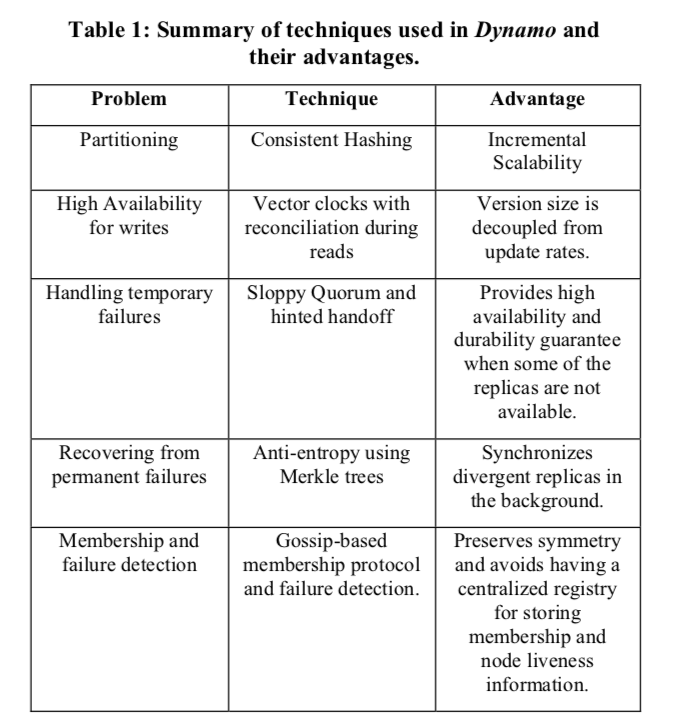 Table 1: Summary of techniques used in Dynamo and
their advantages.
Problem
Technique
Advantage
Partitioning
Consistent Hashing
Incremental
Scalability
High Availability
for writes
Vector clocks with
reconciliation during
reads
Version size is
decoupled from
update rates.
Handling temporary
failures
Sloppy Quorum and
hinted handoff
Provides high
availability and
durability guarantee
when some of the
replicas are not
available.
Recovering from
permanent failures
Anti-entropy using
Merkle trees
Synchronizes
divergent replicas in
the background.
Membership and
failure detection
Gossip-based
membership protocol
and failure detection.
Preserves symmetry
and avoids having a
centralized registry
for storing
membership and
node liveness
information.